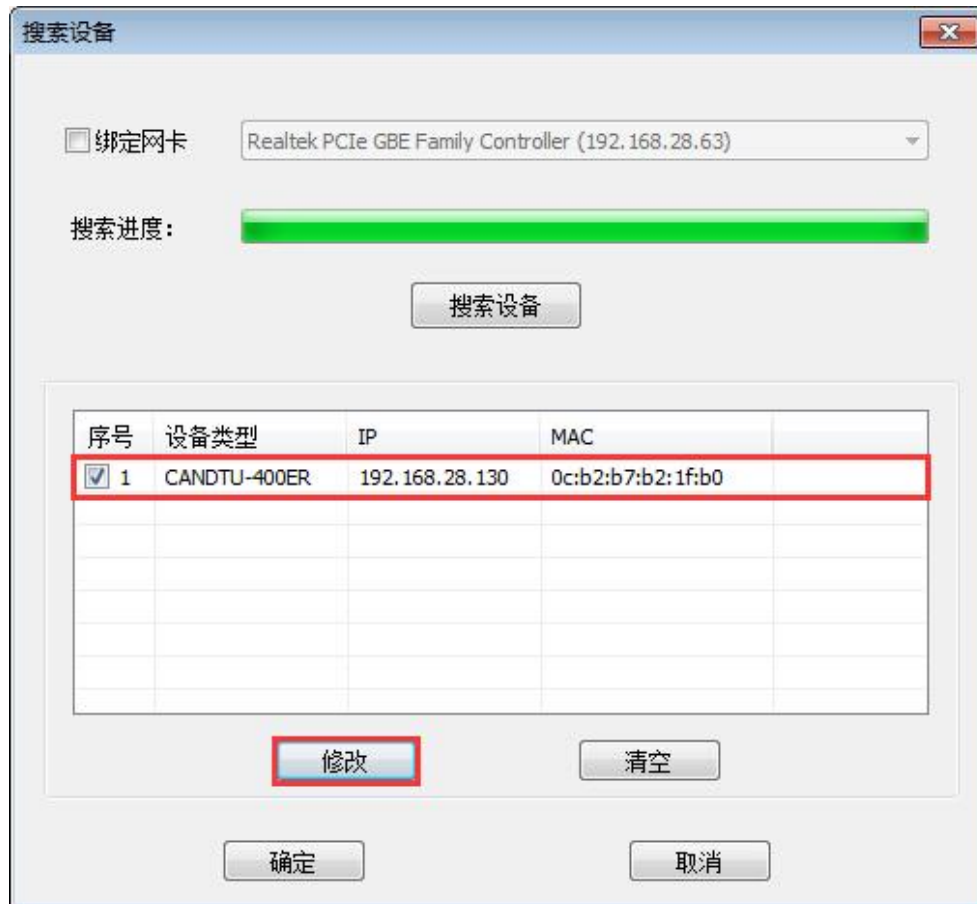 搜索设备
绑定网卡 Realtek PCIe GBE Family Controller (192.168.28.63)
搜索进度：
搜索设备
序号 设备类型 IP MAC
1 CANDTU-400ER 192.168.28.130 0c:b2:b7:b2:1f:b0
修改 清空
确定 取消